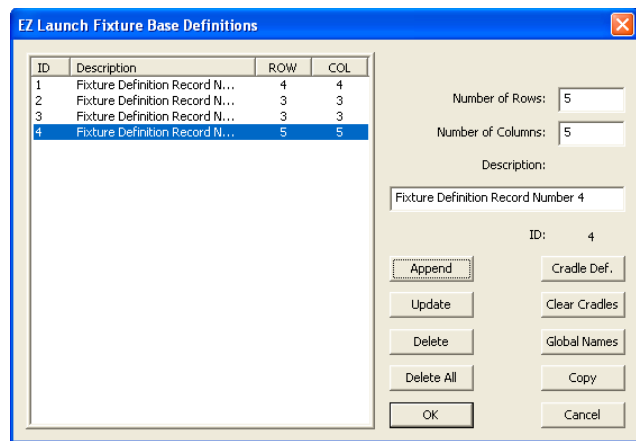 EZ Launch Fixture Base Definitions
ID Description ROW COL
1 Fixture Definition Record N... 4 4
2 Fixture Definition Record N... 3 3
3 Fixture Definition Record N... 3 3
4 Fixture Definition Record N... 5 5
Number of Rows: 5
Number of Columns: 5
Description:
Fixture Definition Record Number 4
ID: 4
Append Cradle Def.
Update Clear Cradles
Delete Global Names
Delete All Copy
OK Cancel